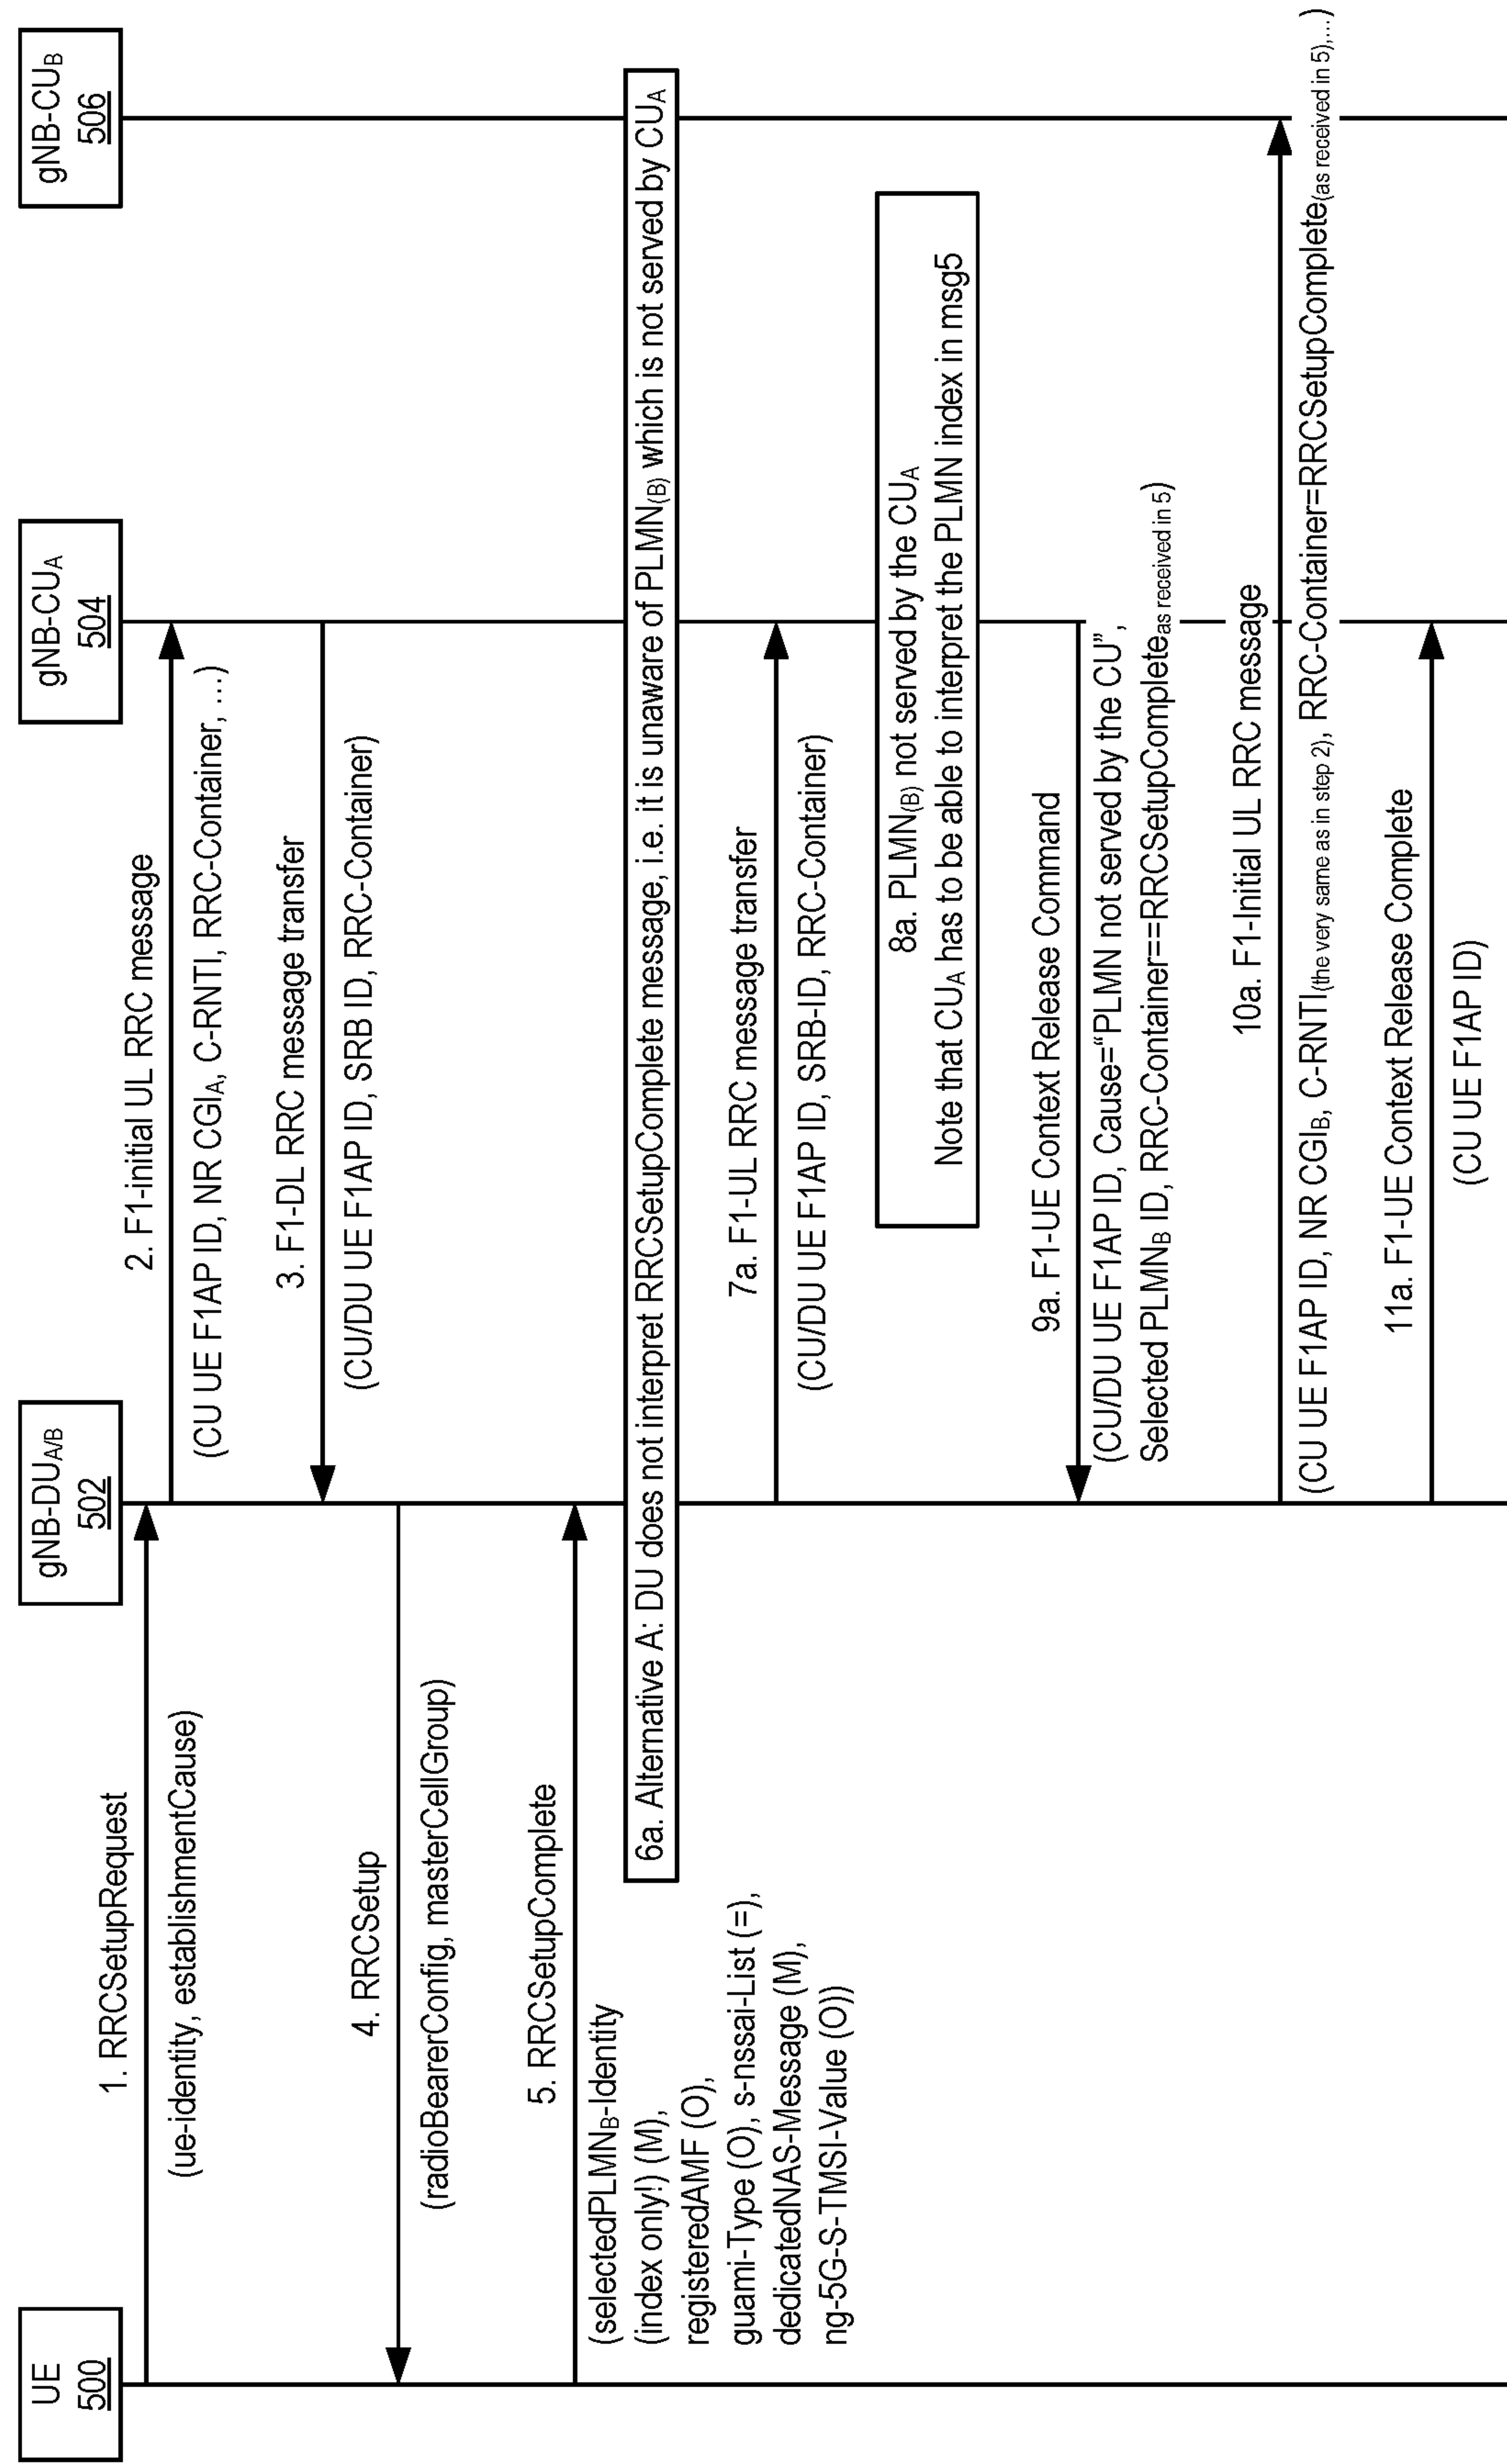 UE
500
gNB-DUA/B
502
gNB-CUA
504
gNB-CUB
506
1. RRCSetupRequest
(ue-identity, establishmentCause)
2. F1-initial UL RRC message
(CU UE F1AP ID, NR CGIA, C-RNTI, RRC-Container, ...)
3. F1-DL RRC message transfer
(CU/DU UE F1AP ID, SRB ID, RRC-Container)
4. RRCSetup
(radioBearerConfig, masterCellGroup)
5. RRCSetupComplete
(selectedPLMNB-Identity
(index only!) (M),
registeredAMF (O),
guami-Type (O), s-nssai-List (=),
dedicatedNAS-Message (M),
ng-5G-S-TMSI-Value (O))
6a. Alternative A: DU does not interpret RRCSetupComplete message, i.e. it is unaware of PLMN(B) which is not served by CUA
7a. F1-UL RRC message transfer
(CU/DU UE F1AP ID, SRB-ID, RRC-Container)
8a. PLMN(B) not served by the CUA
Note that CUA has to be able to interpret the PLMN index in msg5
9a. F1-UE Context Release Command
(CU/DU UE F1AP ID, Cause=“PLMN not served by the CU”,
Selected PLMNB ID, RRC-Container==RRCSetupCompleteas received in 5)
10a. F1-Initial UL RRC message
(CU UE F1AP ID, NR CGIB, C-RNTI(the very same as in step 2), RRC-Container=RRCSetupComplete(as received in 5),...)
11a. F1-UE Context Release Complete
(CU UE F1AP ID)